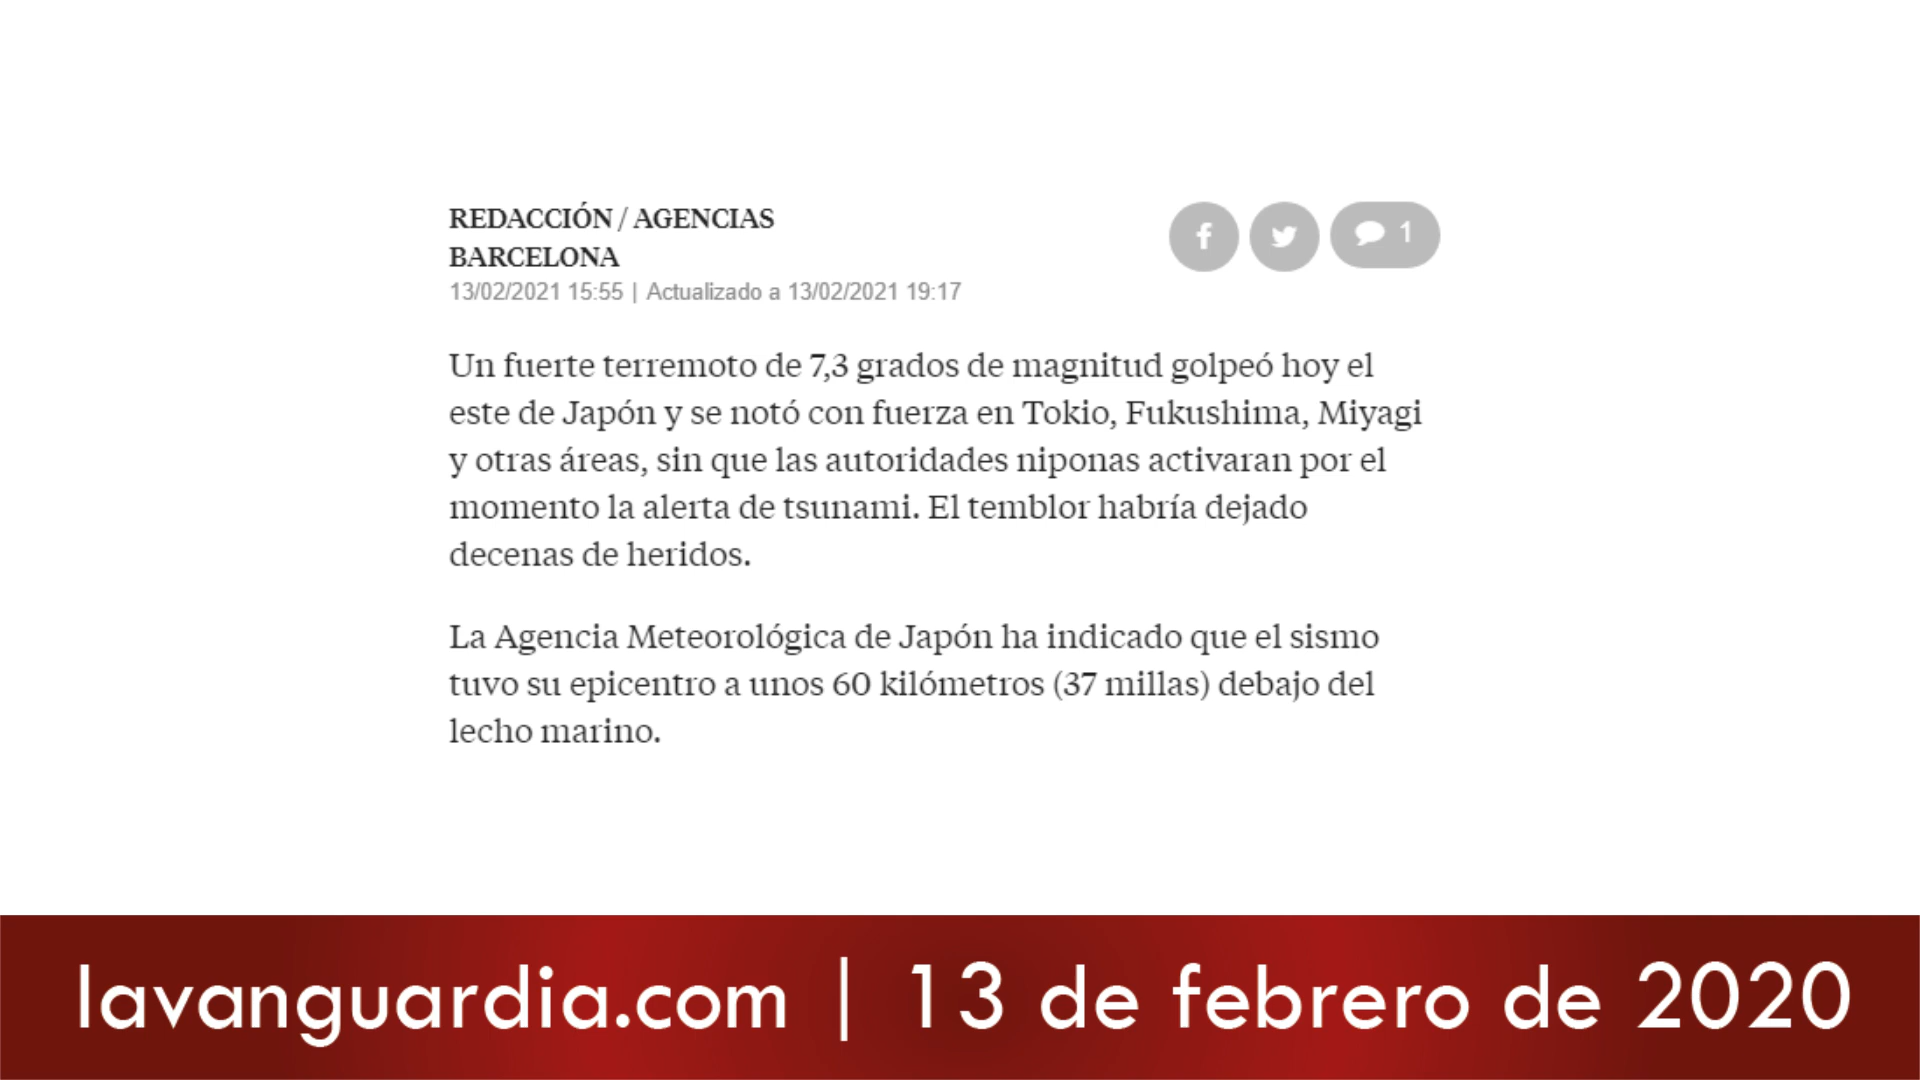 REDACCIÓN / AGENCIAS
BARCELONA
13/02/2021 15:55 | Actualizado a 13/02/2021 19:17
1
Un fuerte terremoto de 7,3 grados de magnitud golpeó hoy el
este de Japón y se notó con fuerza en Tokio, Fukushima, Miyagi
y otras áreas, sin que las autoridades niponas activaran por el
momento la alerta de tsunami. El temblor habría dejado
decenas de heridos.
La Agencia Meteorológica de Japón ha indicado que el sismo
tuvo su epicentro a unos 60 kilómetros (37 millas) debajo del
lecho marino.
lavanguardia.com | 13 de febrero de 2020